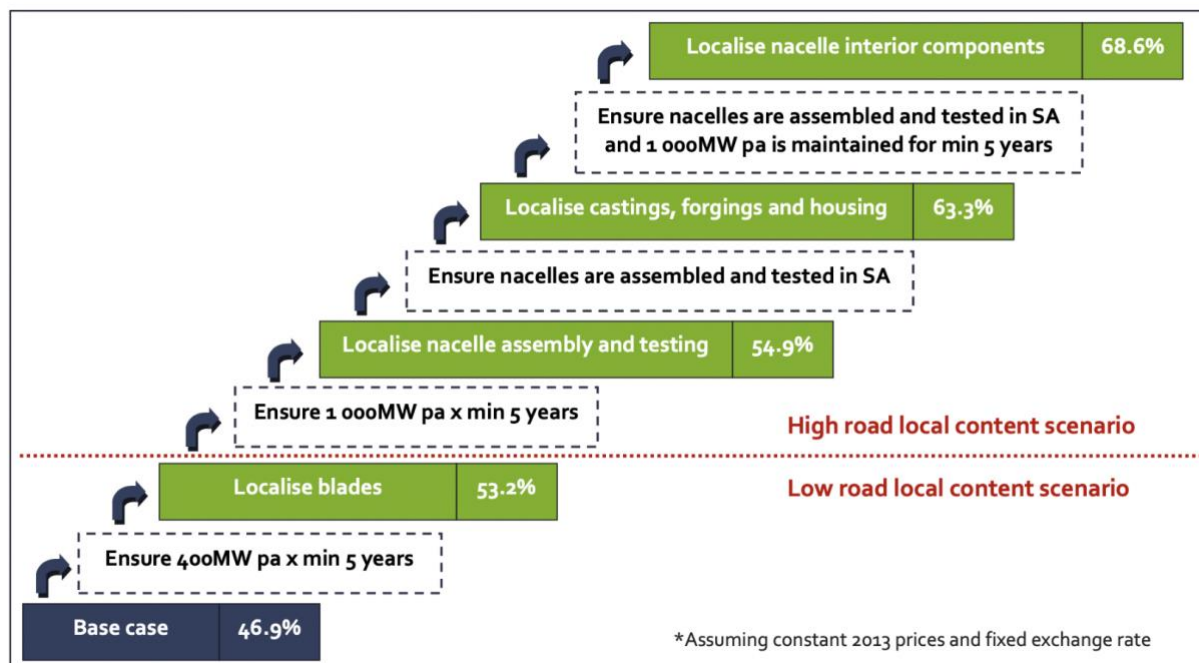 Localise nacelle interior components 68.6%
Ensure nacelles are assembled and tested in SA
and 1 000MW pa is maintained for min 5 years
Localise castings, forgings and housing 63.3%
Ensure nacelles are assembled and tested in SA
Localise nacelle assembly and testing 54.9%
Ensure 1 000MW pa x min 5 years
High road local content scenario
Localise blades 53.2%
Low road local content scenario
Ensure 400MW pa x min 5 years
Base case 46.9%
*Assuming constant 2013 prices and fixed exchange rate